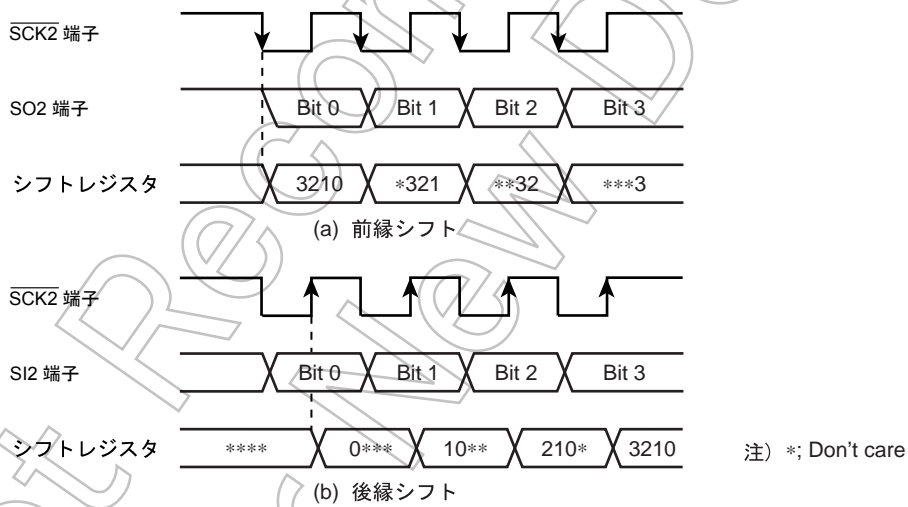 SCK2 端子
SO2 端子
Bit 0 Bit 1 Bit 2 Bit 3
シフトレジスタ
3210 *321 **32 ***3
(a) 前縁シフト
SCK2 端子
SI2 端子
Bit 0 Bit 1 Bit 2 Bit 3
シフトレジスタ
**** 0*** 10** 210* 3210
注) *; Don't care
(b) 後縁シフト